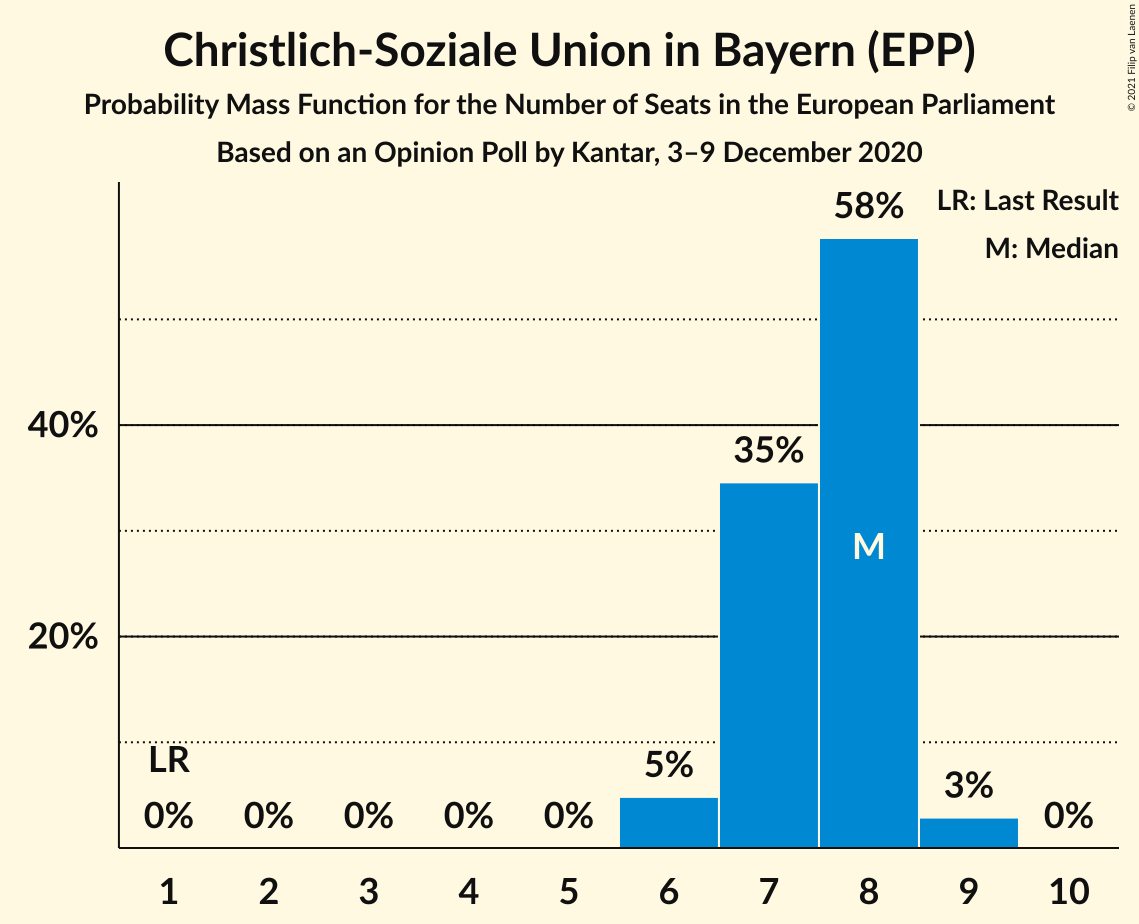 Christlich-Soziale Union in Bayern (EPP)
Probability Mass Function for the Number of Seats in the European Parliament
Based on an Opinion Poll by Kantar, 3–9 December 2020
© 2021 Filip van Laenen
LR: Last Result
M: Median
58%
40%
35%
M
20%
LR
5%
3%
0%
0%
0%
0%
0%
0%
1 2 3 4 5 6 7 8 9 10